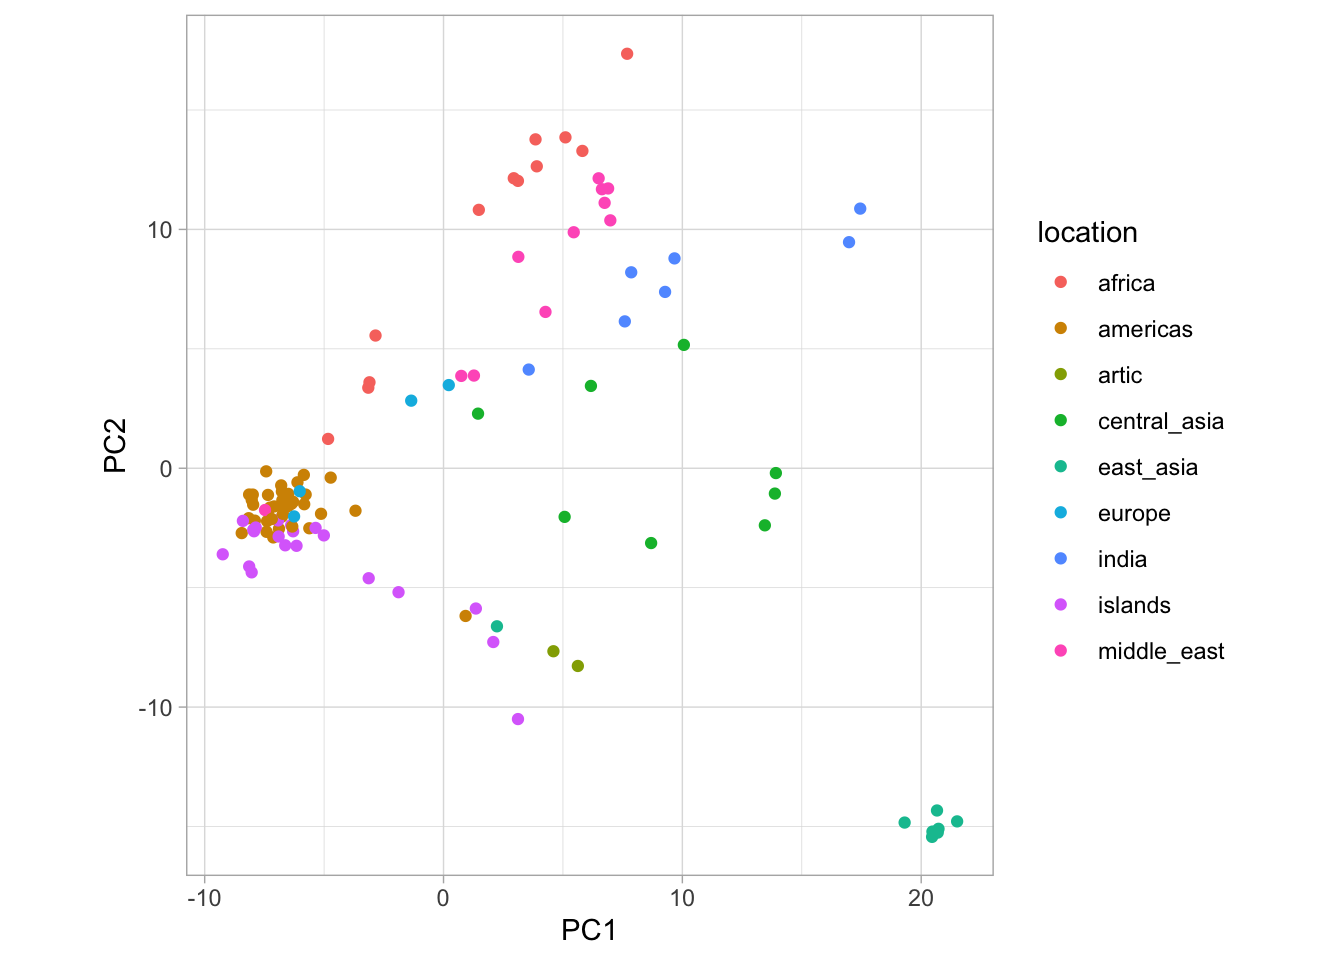 PC2
10
0
-10
-10
0
10
20
PC1
location
africa
americas
artic
central_asia
east_asia
europe
india
islands
middle_east